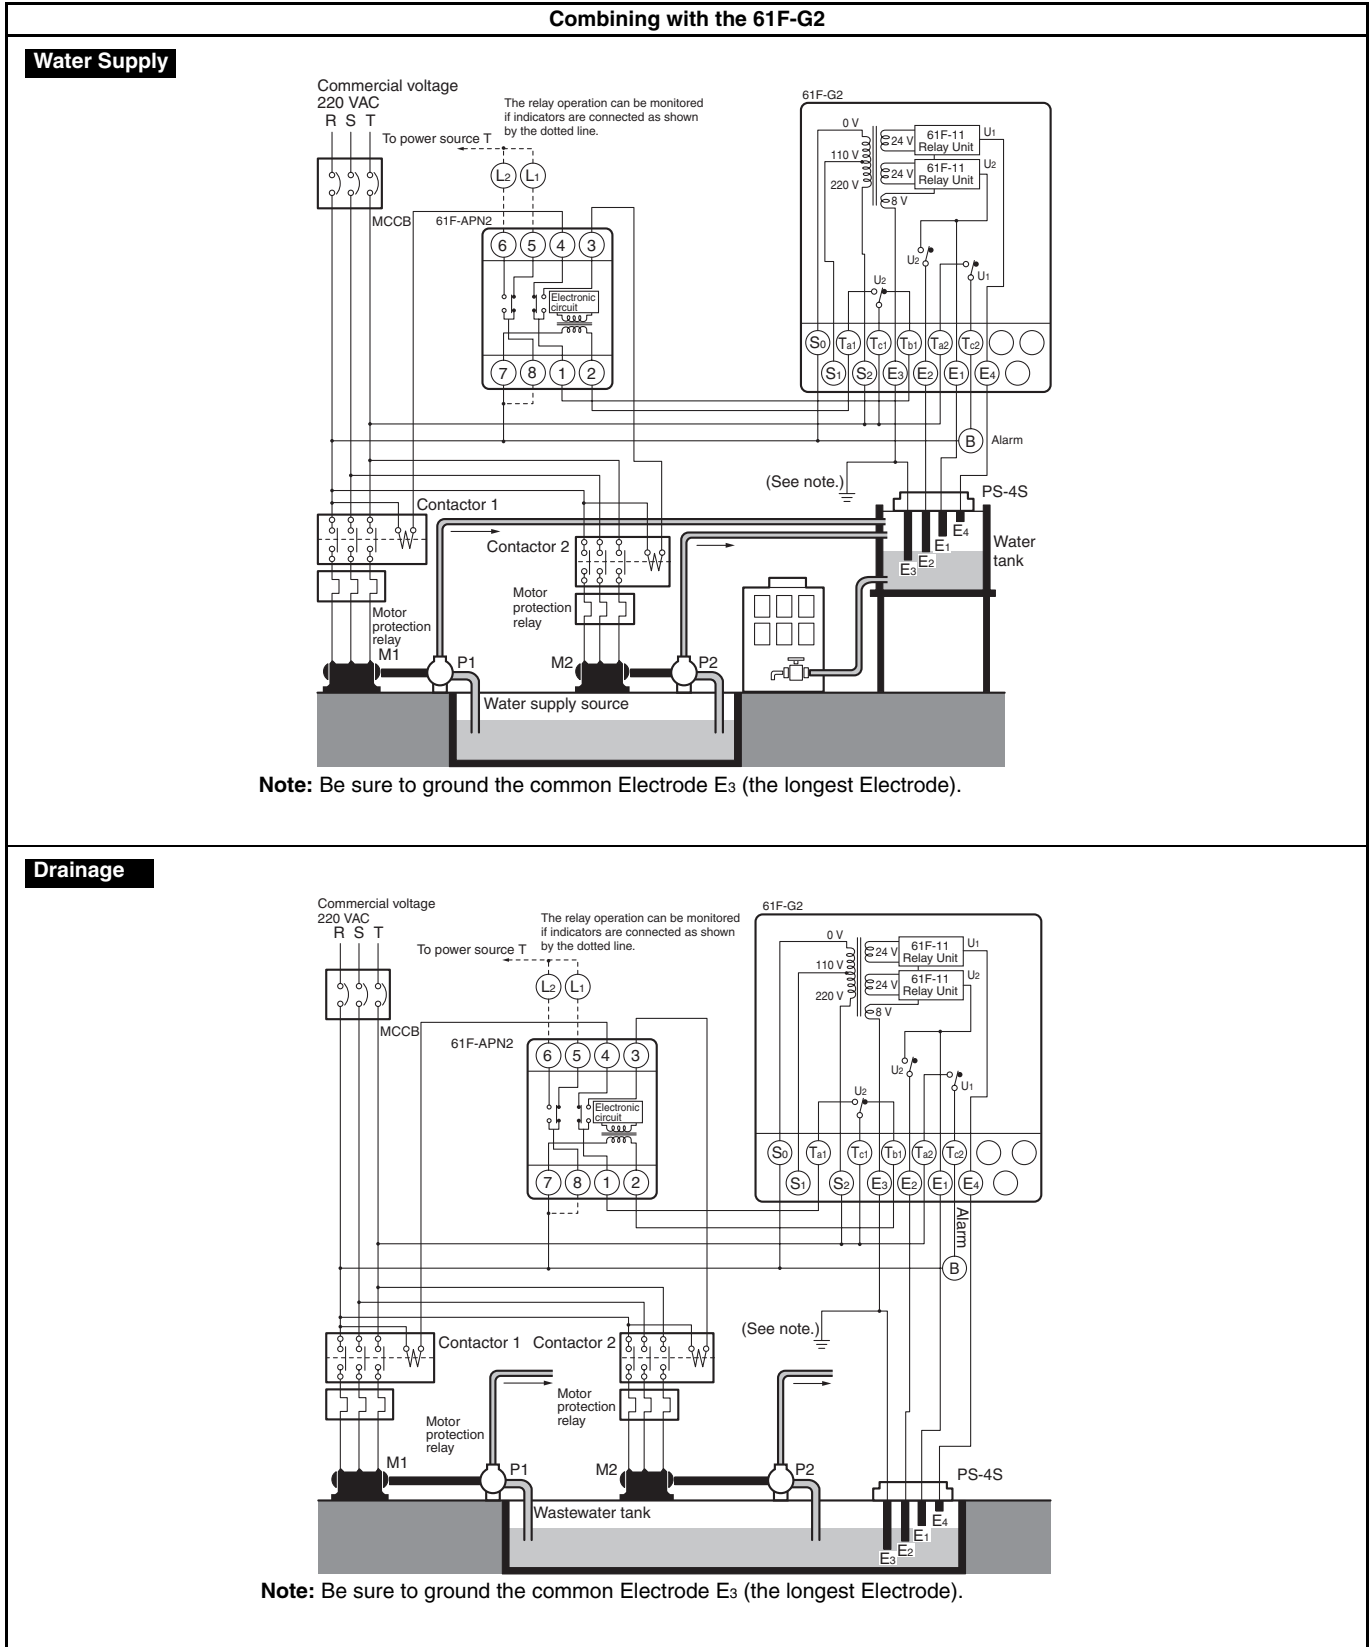 Combining with the 61F-G2
Water Supply
Commercial voltage
220 VAC
R S T
The relay operation can be monitored
if indicators are connected as shown
by the dotted line.
To power source T
L2 L1
MCCB
61F-APN2
6 5 4 3
Electronic
circuit
7 8 1 2
61F-G2
0 V
110 V
220 V
24 V
61F-11
Relay Unit
U1
24 V
61F-11
Relay Unit
U2
8 V
U2
U1
U2
S0 Ta1 Tc1 Tb1 Ta2 Tc2
S1 S2 E3 E2 E1 E4
B Alarm
(See note.)
PS-4S
Contactor 1
Contactor 2
E4
E1
E2
E3
Water
tank
Motor
protection
relay
Motor
protection
relay
M1
P1
M2
P2
Water supply source
Note: Be sure to ground the common Electrode E3 (the longest Electrode).
Drainage
Commercial voltage
220 VAC
R S T
The relay operation can be monitored
if indicators are connected as shown
by the dotted line.
To power source T
L2 L1
MCCB
61F-APN2
6 5 4 3
Electronic
circuit
7 8 1 2
61F-G2
0 V
110 V
220 V
24 V
61F-11
Relay Unit
U1
24 V
61F-11
Relay Unit
U2
8 V
U2
U1
U2
S0 Ta1 Tc1 Tb1 Ta2 Tc2
S1 S2 E3 E2 E1 E4
Alarm
B
(See note.)
Contactor 1
Contactor 2
Motor
protection
relay
Motor
protection
relay
M1
P1
M2
P2
PS-4S
Wastewater tank
E4
E1
E2
E3
Note: Be sure to ground the common Electrode E3 (the longest Electrode).